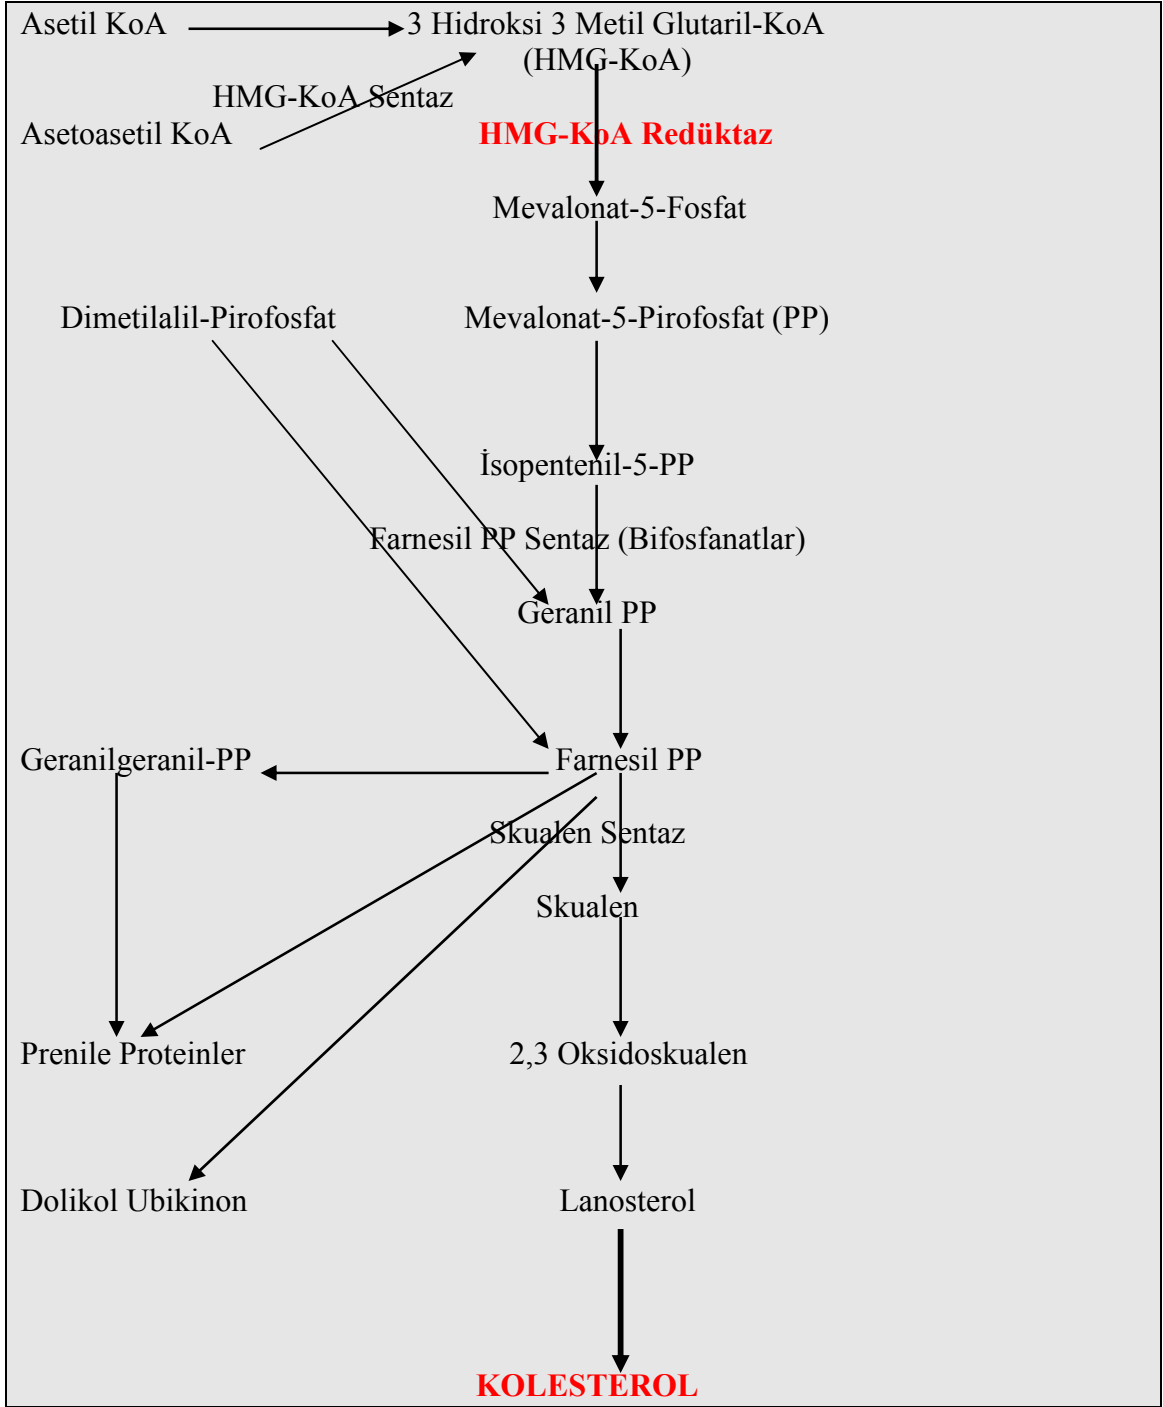 Asetil KoA
3 Hidroksi 3 Metil Glutaril-KoA
(HMG-KoA)
HMG-KoA Sentaz
Asetoasetil KoA
HMG-KoA Redüktaz
Mevalonat-5-Fosfat
Dimetilalil-Pirofosfat
Mevalonat-5-Pirofosfat (PP)
İsopentenil-5-PP
Farnesil PP Sentaz (Bifosfanatlar)
Geranil PP
Geranilgeranil-PP
Farnesil PP
Skualen Sentaz
Skualen
Prenile Proteinler
2,3 Oksidoskualen
Dolikol Ubikinon
Lanosterol
KOLESTEROL